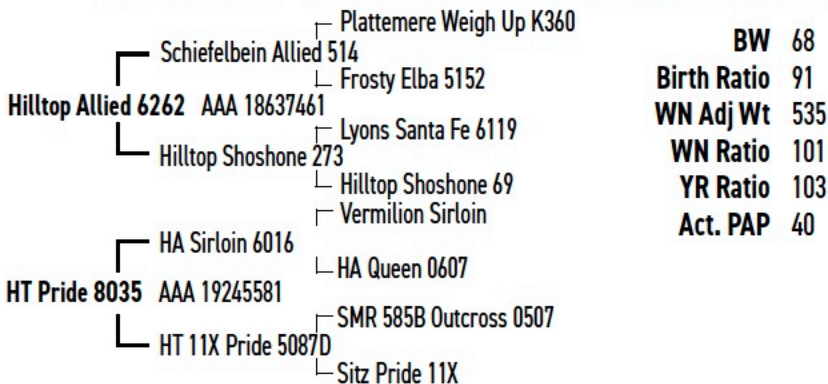 Plattemere Weigh Up K360
Schiefelbein Allied 514
Frosty Elba 5152
Hilltop Allied 6262 AAA 18637461
Lyons Santa Fe 6119
Hilltop Shoshone 273
Hilltop Shoshone 69
Vermilion Sirloin
HA Sirloin 6016
HA Queen 0607
HT Pride 8035 AAA 19245581
SMR 585B Outcross 0507
HT 11X Pride 5087D
Sitz Pride 11X
BW 68
Birth Ratio 91
WN Adj Wt 535
WN Ratio 101
YR Ratio 103
Act. PAP 40